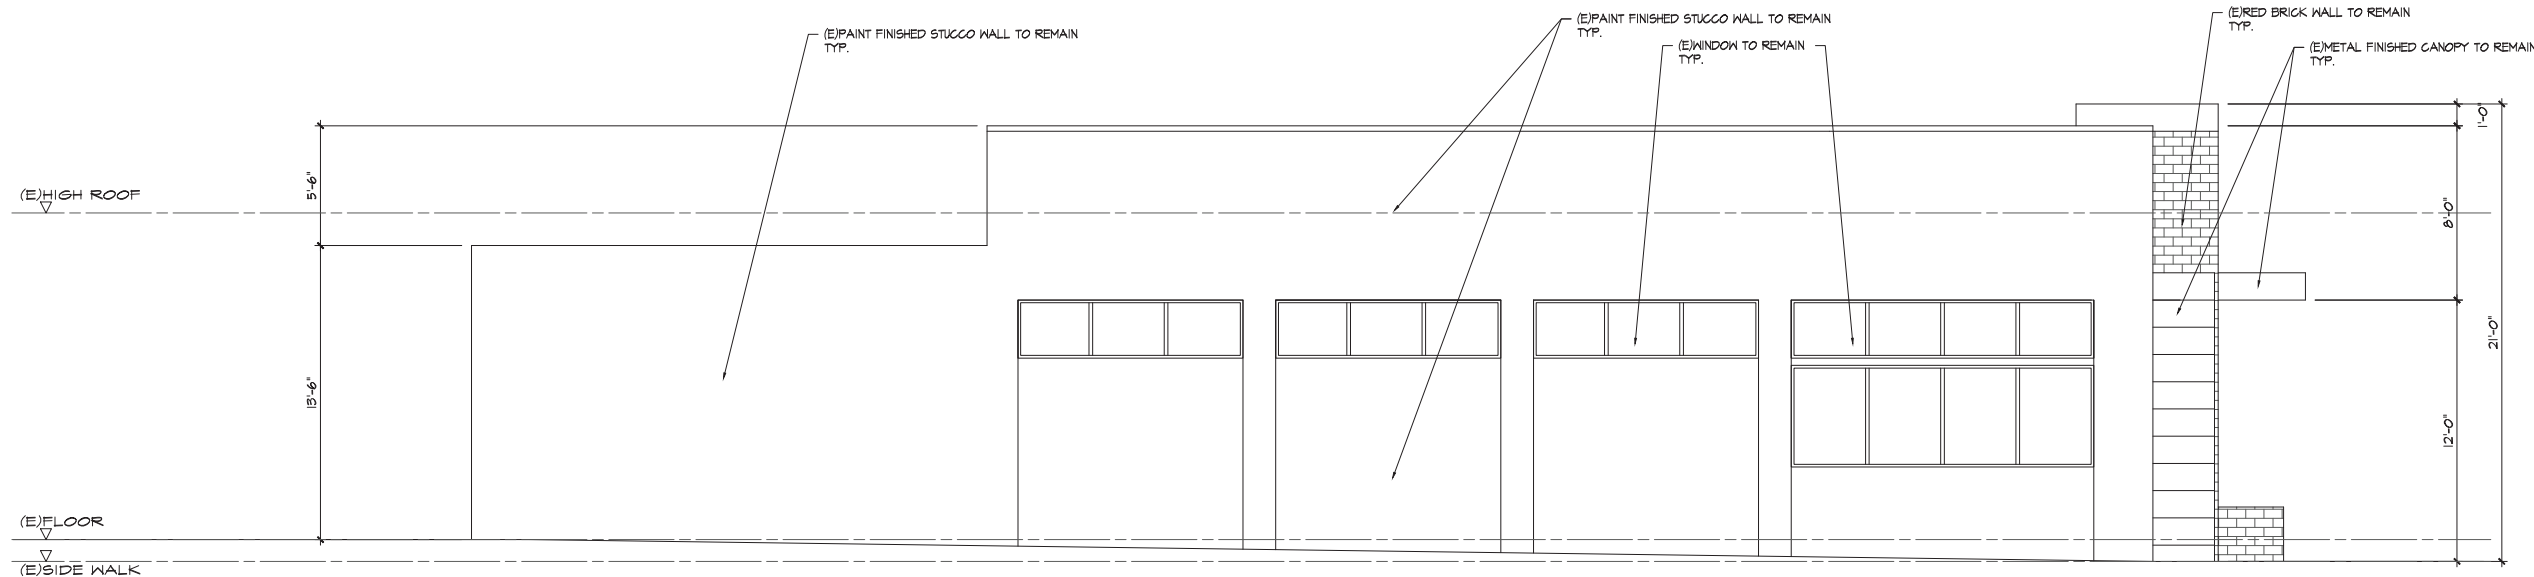 (E)RED BRICK WALL TO REMAIN
TYP.
(E)PAINT FINISHED STUCCO WALL TO REMAIN
TYP.
(E)PAINT FINISHED STUCCO WALL TO REMAIN
TYP.
(E)WINDOW TO REMAIN
TYP.
(E)METAL FINISHED CANOPY TO REMAIN
TYP.
1'-0"
5'-6"
(E)HIGH ROOF
8'-0"
21'-0"
13'-6"
12'-0"
(E)FLOOR
(E)SIDE WALK